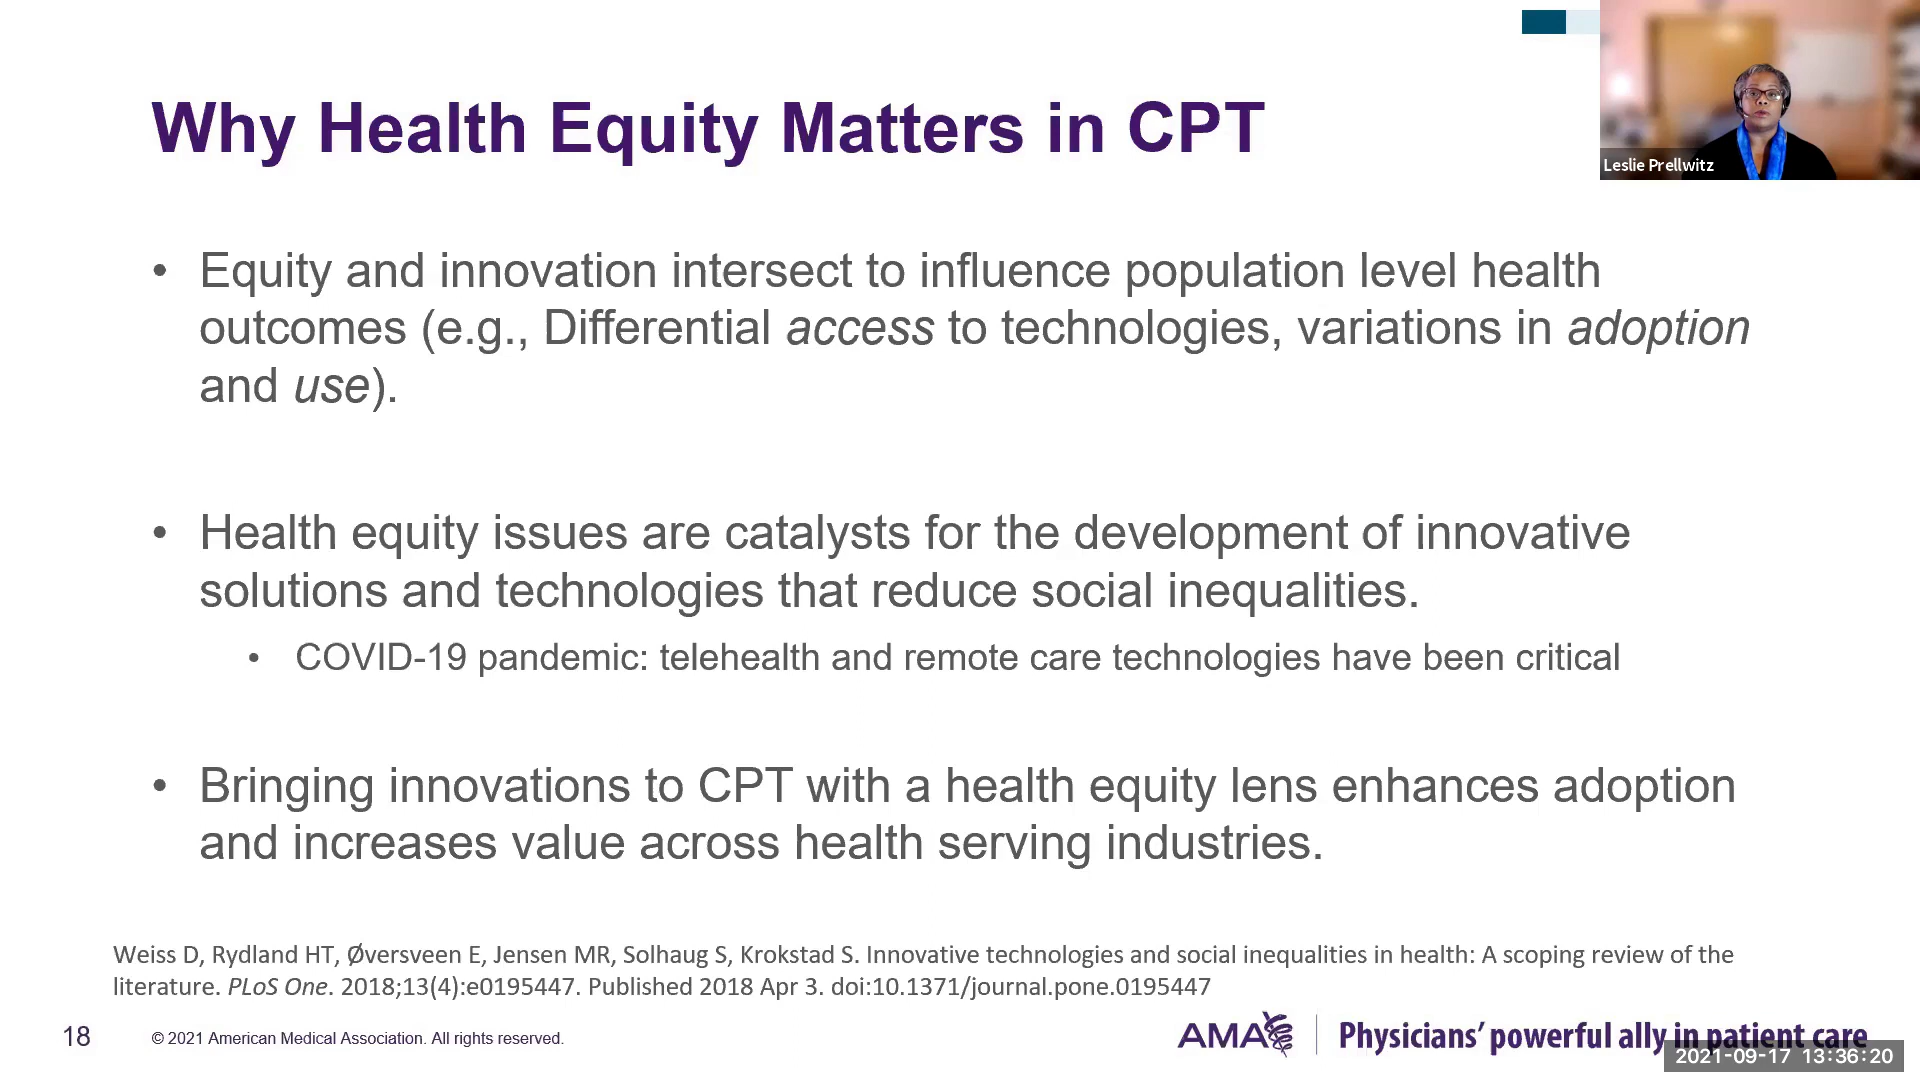 Why Health Equity Matters in CPT
Leslie Prellwitz
• Equity and innovation intersect to influence population level health
outcomes (e.g., Differential access to technologies, variations in adoption
and use).
• Health equity issues are catalysts for the development of innovative
solutions and technologies that reduce social inequalities.
• COVID-19 pandemic: telehealth and remote care technologies have been critical
• Bringing innovations to CPT with a health equity lens enhances adoption
and increases value across health serving industries.
Weiss D, Rydland HT, Øversveen E, Jensen MR, Solhaug S, Krokstad S. Innovative technologies and social inequalities in health: A scoping review of the
literature. PLoS One. 2018;13(4):e0195447. Published 2018 Apr 3. doi:10.1371/journal.pone.0195447
18
© 2021 American Medical Association. All rights reserved.
AMA
Physicians' powerful ally in patient care
2021-09-17 13:36:20